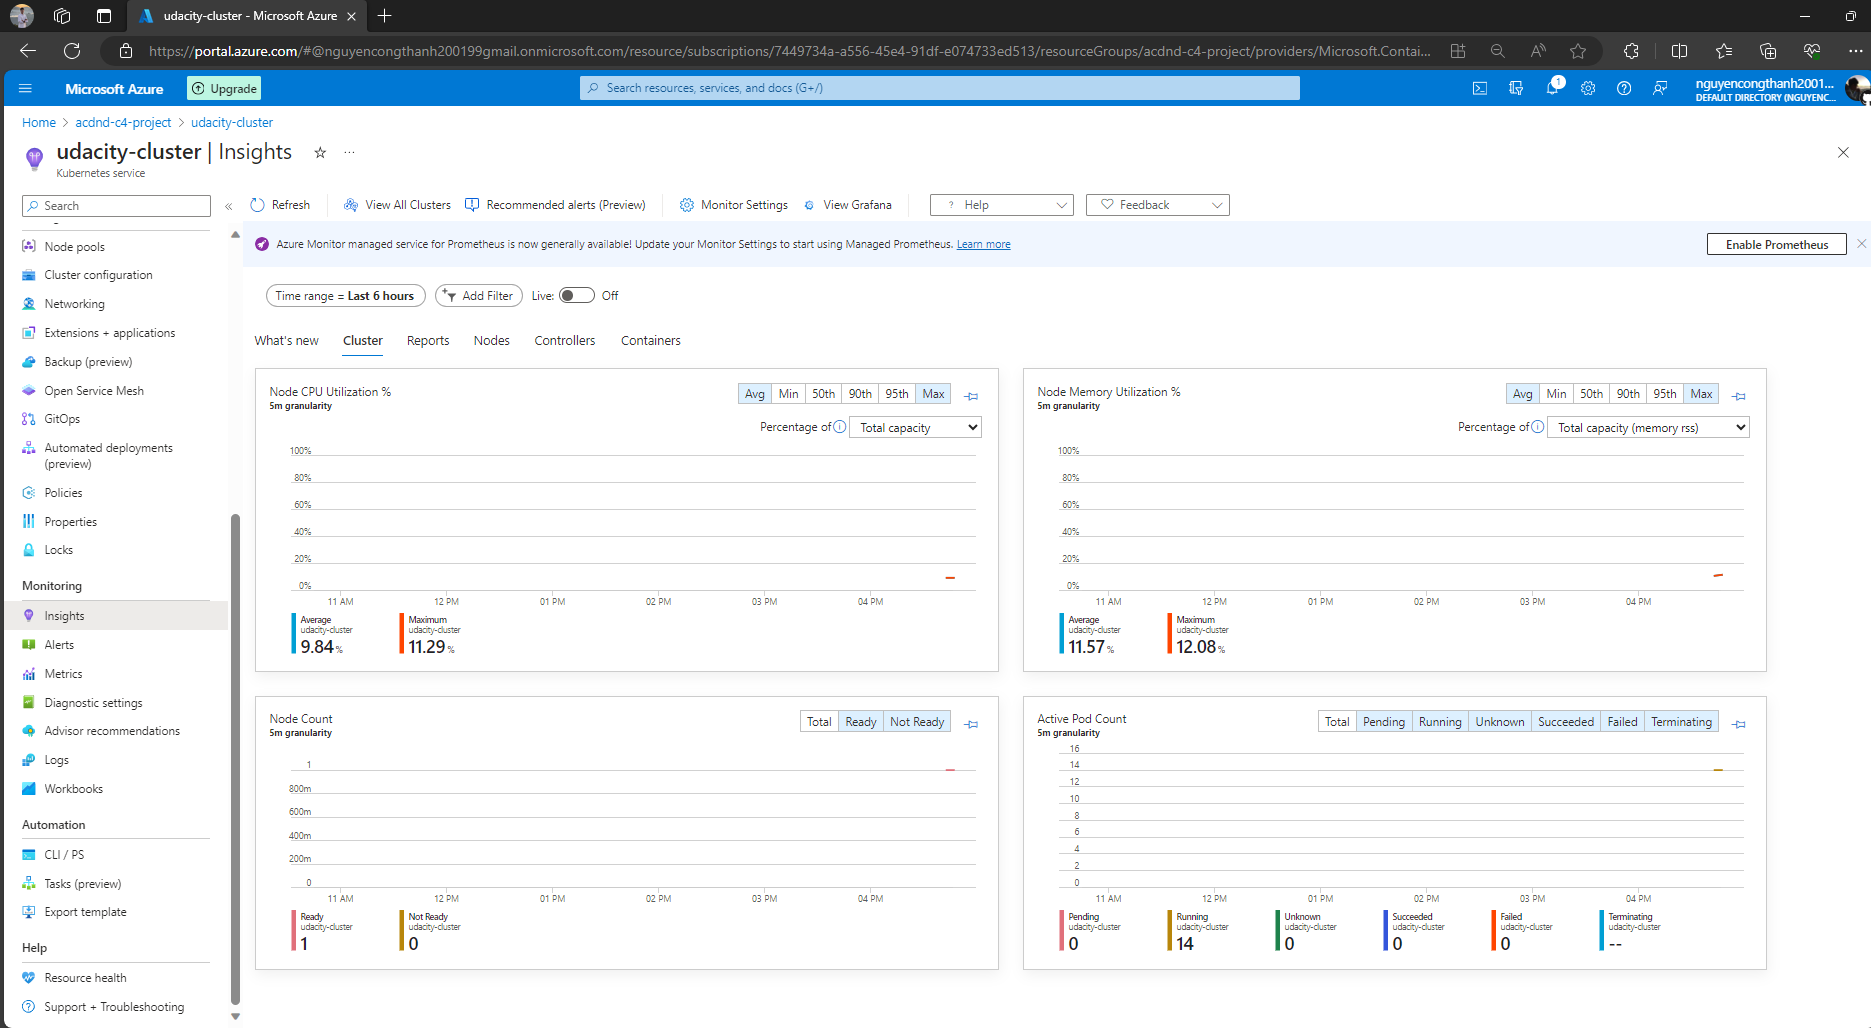 udacity-cluster - Microsoft Azure
https://portal.azure.com/#@nguyencongthanh200199gmail.onmicrosoft.com/resource/subscriptions/7449734a-a556-45e4-91df-e074733ed513/resourceGroups/acdnd-c4-project/providers/Microsoft.Contai...
Microsoft Azure
Upgrade
Search resources, services, and docs (G+/)
1
nguyencongthanh2001...
DEFAULT DIRECTORY (NGUYENC...
Home > acdnd-c4-project > udacity-cluster
udacity-cluster | Insights
Kubernetes service
Search
Refresh
View All Clusters
Recommended alerts (Preview)
Monitor Settings
View Grafana
? Help
Feedback
Node pools
Cluster configuration
Networking
Extensions + applications
Backup (preview)
Open Service Mesh
GitOps
Automated deployments
(preview)
Policies
Properties
Locks
Monitoring
Insights
Alerts
Metrics
Diagnostic settings
Advisor recommendations
Logs
Workbooks
Automation
CLI / PS
Tasks (preview)
Export template
Help
Resource health
Support + Troubleshooting
Azure Monitor managed service for Prometheus is now generally available! Update your Monitor Settings to start using Managed Prometheus. Learn more
Enable Prometheus
Time range = Last 6 hours
Add Filter
Live: Off
What's new Cluster Reports Nodes Controllers Containers
Node CPU Utilization %
5m granularity
Avg Min 50th 90th 95th Max
Percentage of Total capacity
100%
80%
60%
40%
20%
0%
11 AM 12 PM 01 PM 02 PM 03 PM 04 PM
Average
udacity-cluster
9.84 %
Maximum
udacity-cluster
11.29 %
Node Memory Utilization %
5m granularity
Avg Min 50th 90th 95th Max
Percentage of Total capacity (memory rss)
100%
80%
60%
40%
20%
0%
11 AM 12 PM 01 PM 02 PM 03 PM 04 PM
Average
udacity-cluster
11.57 %
Maximum
udacity-cluster
12.08 %
Node Count
5m granularity
Total Ready Not Ready
1
800m
600m
400m
200m
0
11 AM 12 PM 01 PM 02 PM 03 PM 04 PM
Ready
udacity-cluster
1
Not Ready
udacity-cluster
0
Active Pod Count
5m granularity
Total Pending Running Unknown Succeeded Failed Terminating
16
14
12
10
8
6
4
2
0
11 AM 12 PM 01 PM 02 PM 03 PM 04 PM
Pending
udacity-cluster
0
Running
udacity-cluster
14
Unknown
udacity-cluster
0
Succeeded
udacity-cluster
0
Failed
udacity-cluster
0
Terminating
udacity-cluster
--